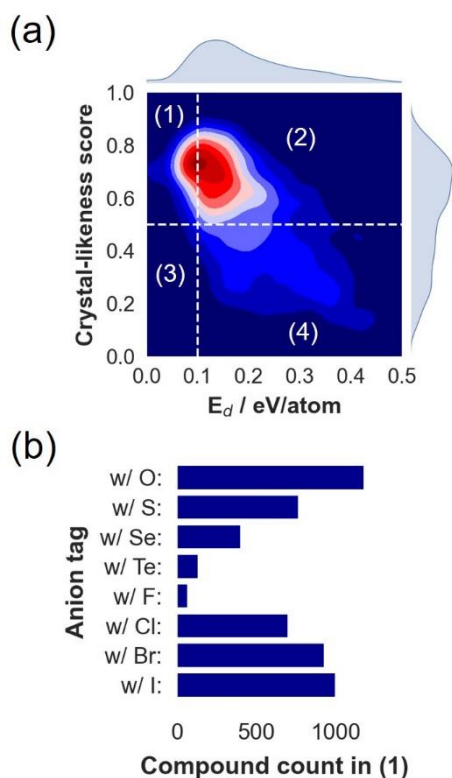 (a)
1.0
(1)
(2)
0.8
0.6
0.4
(3)
0.2
(4)
0.0
Crystal-likeness score
0.0 0.1 0.2 0.3 0.4 0.5
E_d / eV/atom
(b)
w/ O:
w/ S:
w/ Se:
w/ Te:
w/ F:
w/ Cl:
w/ Br:
w/ I:
Anion tag
0 500 1000
Compound count in (1)